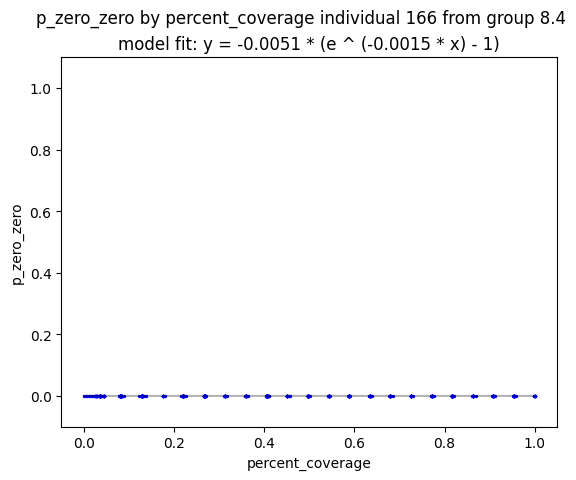 p_zero_zero by percent_coverage individual 166 from group 8.4
model fit: y = -0.0051 * (e ^ (-0.0015 * x) - 1)
1.0
0.8
0.6
0.4
0.2
0.0
p_zero_zero
0.0 0.2 0.4 0.6 0.8 1.0
percent_coverage